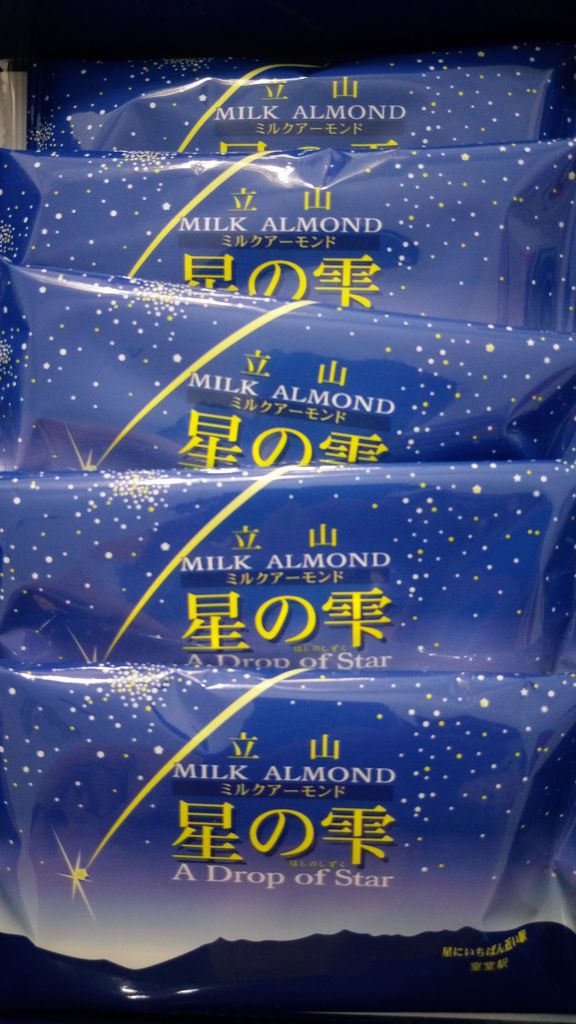 立山
MILK ALMOND
ミルクアーモンド
星の雫
立山
MILK ALMOND
ミルクアーモンド
星の雫
立山
MILK ALMOND
ミルクアーモンド
星の雫
立山
MILK ALMOND
ミルクアーモンド
星の雫
ほしのしずく
A Drop of Star
立山
MILK ALMOND
ミルクアーモンド
星の雫
ほしのしずく
A Drop of Star
星にいちばん近い駅
室堂駅